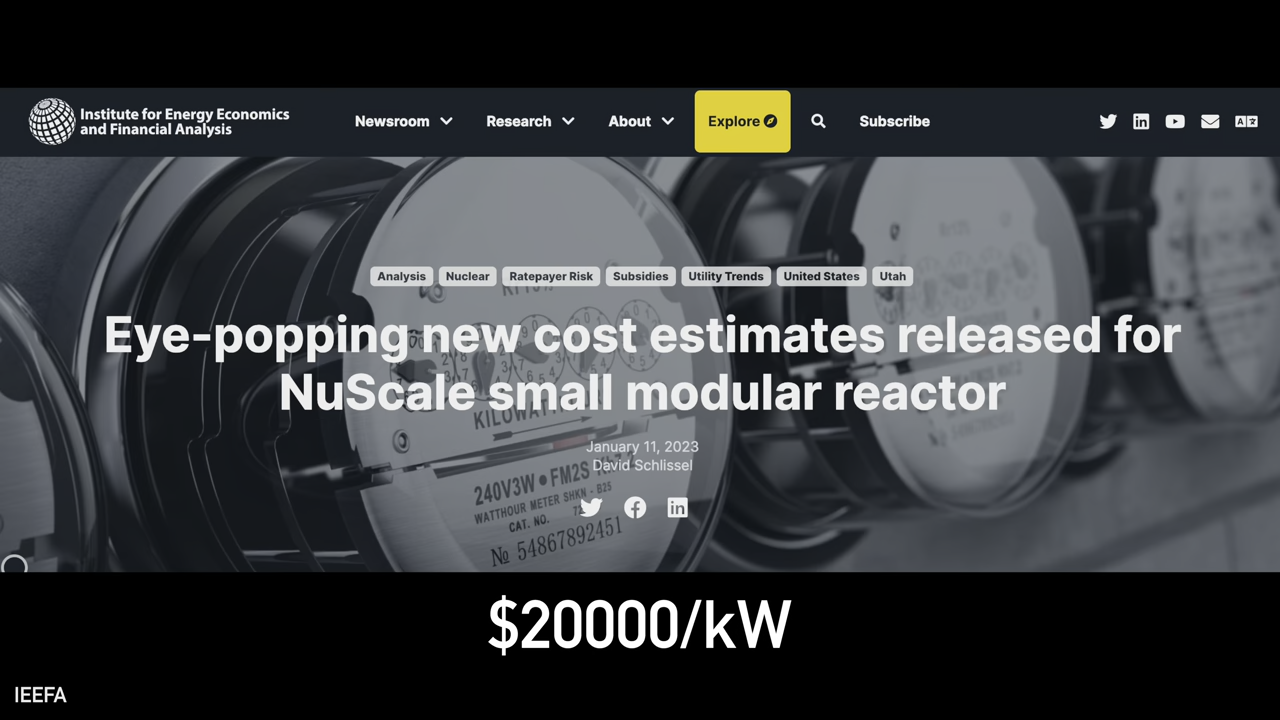 Institute for Energy Economics
and Financial Analysis
Newsroom
Research
About
Explore
Subscribe
Analysis
Nuclear
Ratepayer Risk
Subsidies
Utility Trends
United States
Utah
Eye-popping new cost estimates released for
NuScale small modular reactor
January 11, 2023
David Schlissel
240V3W • FM2S
WATTHOUR METER SHKN - B25
CAT. NO.
№ 54867892451
$20000/kW
IEEFA